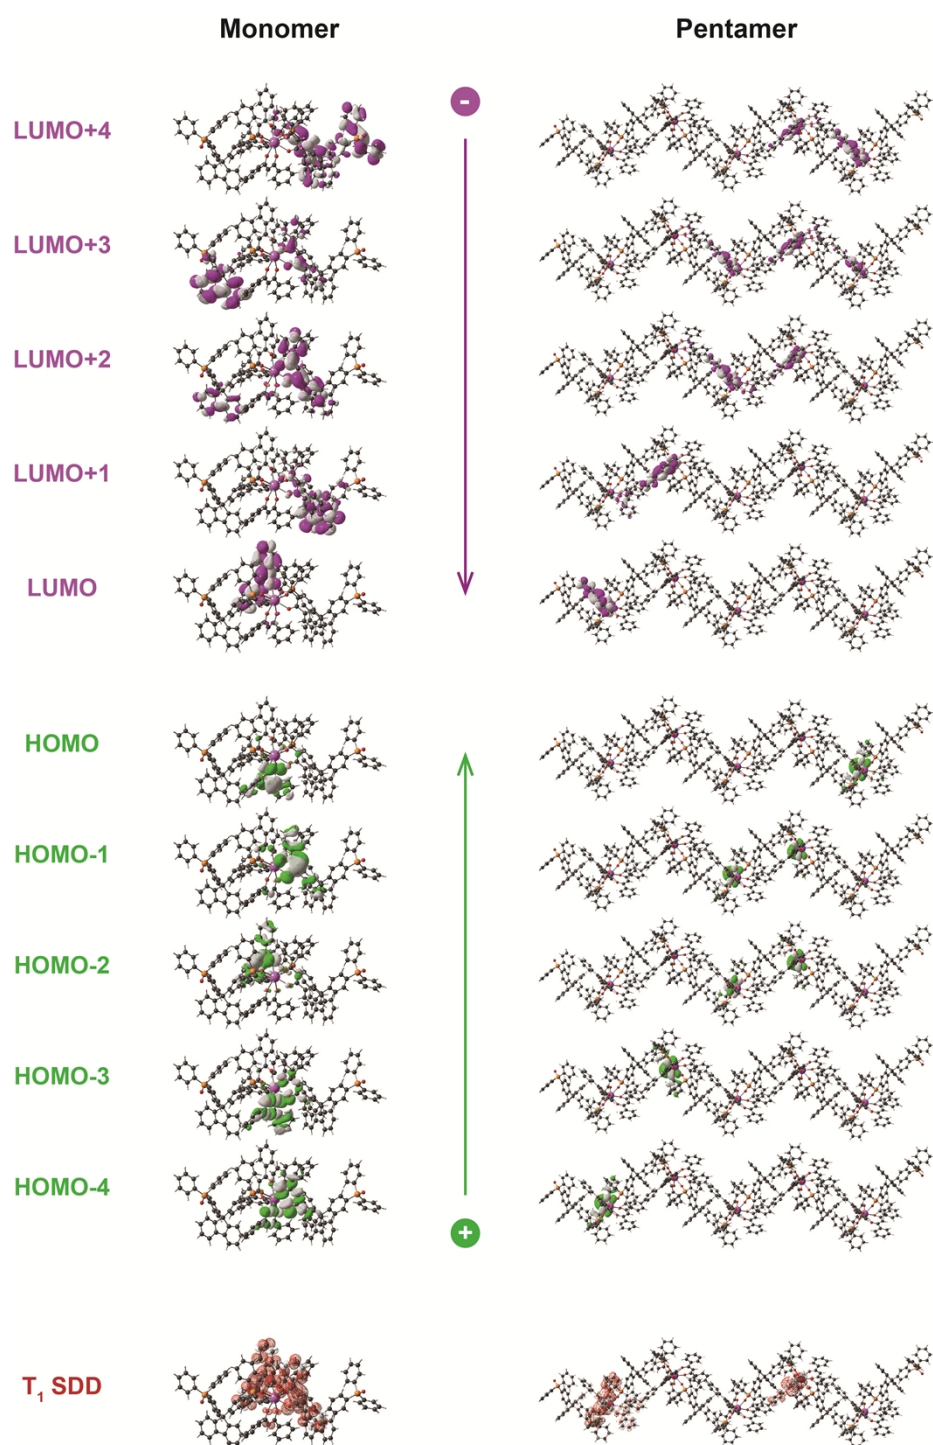 Monomer Pentamer
-
LUMO+4
LUMO+3
LUMO+2
LUMO+1
LUMO
HOMO
HOMO-1
HOMO-2
HOMO-3
HOMO-4
+
T₁ SDD